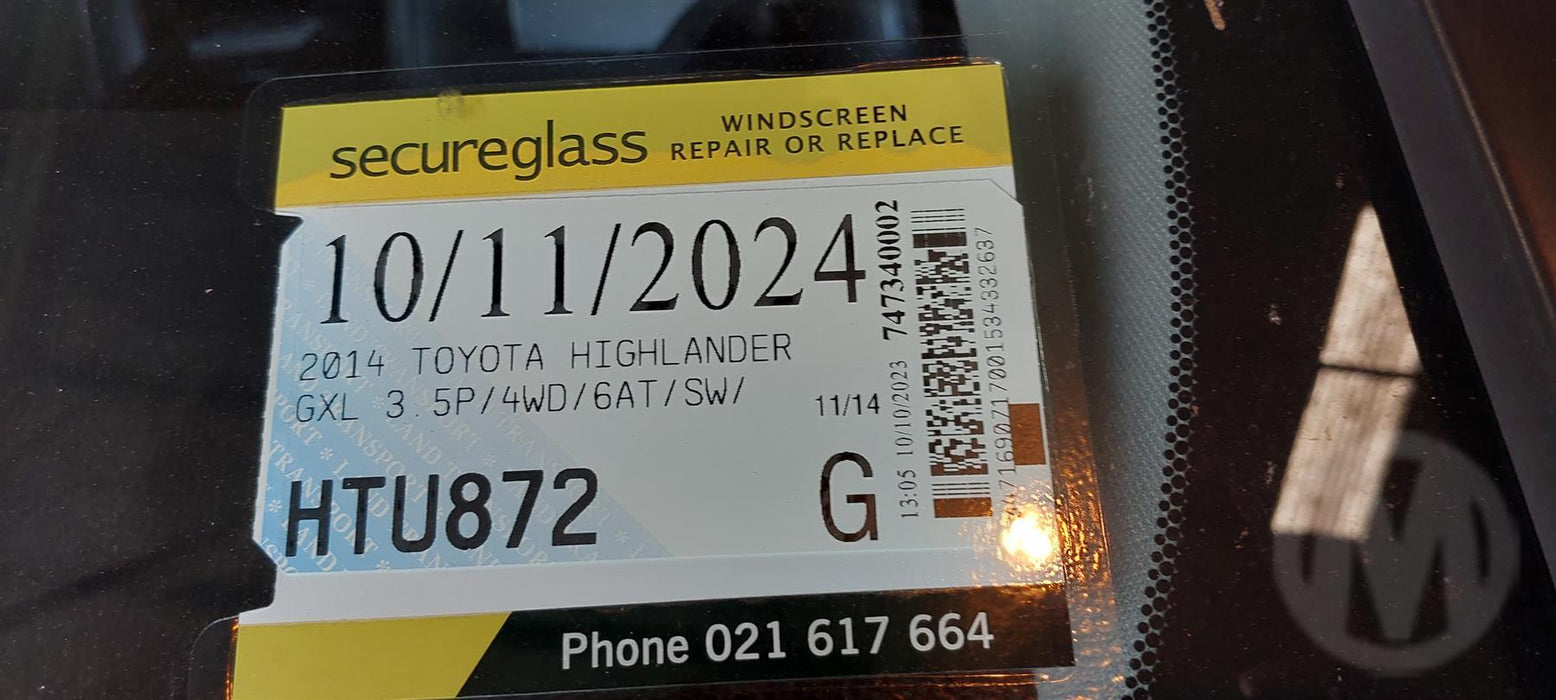 secureglass
WINDSCREEN
REPAIR OR REPLACE
10/11/2024
2014 TOYOTA HIGHLANDER
GXL 3.5P/4WD/6AT/SW/
11/14
HTU872
G
13:05 10/10/2023 747340002
71690717001534332637
Phone 021 617 664
M